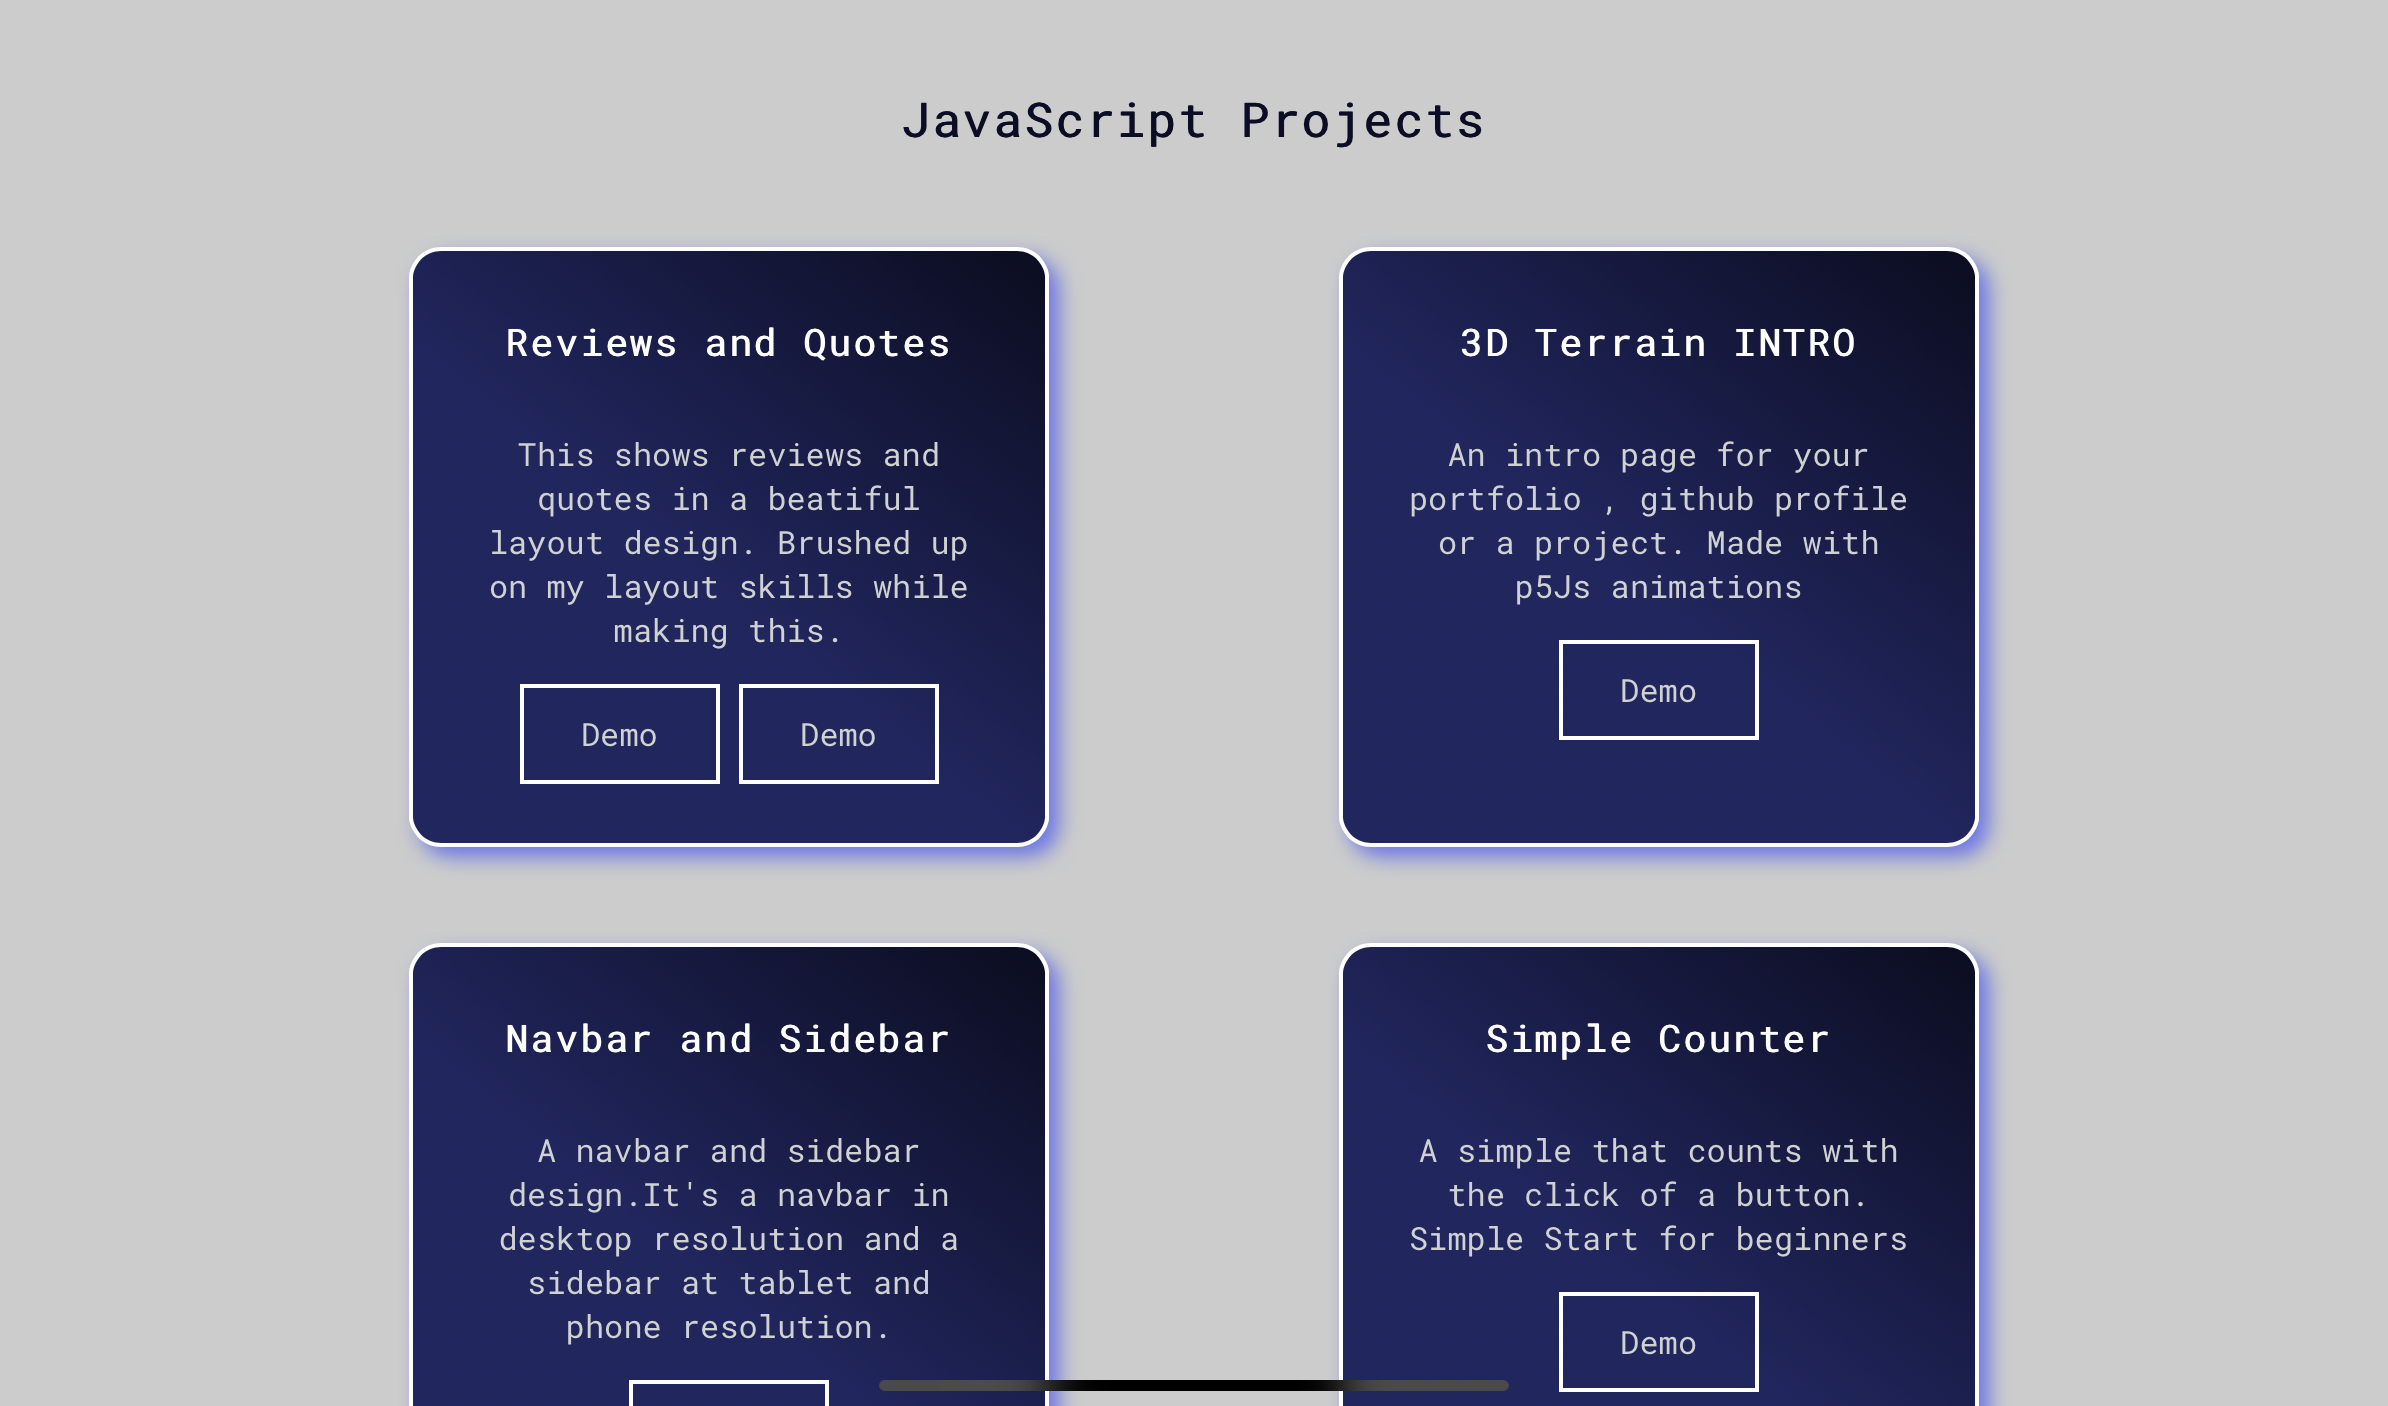 JavaScript Projects
Reviews and Quotes
This shows reviews and
quotes in a beatiful
layout design. Brushed up
on my layout skills while
making this.
Demo
Demo
3D Terrain INTRO
An intro page for your
portfolio , github profile
or a project. Made with
p5Js animations
Demo
Navbar and Sidebar
A navbar and sidebar
design.It's a navbar in
desktop resolution and a
sidebar at tablet and
phone resolution.
Simple Counter
A simple that counts with
the click of a button.
Simple Start for beginners
Demo